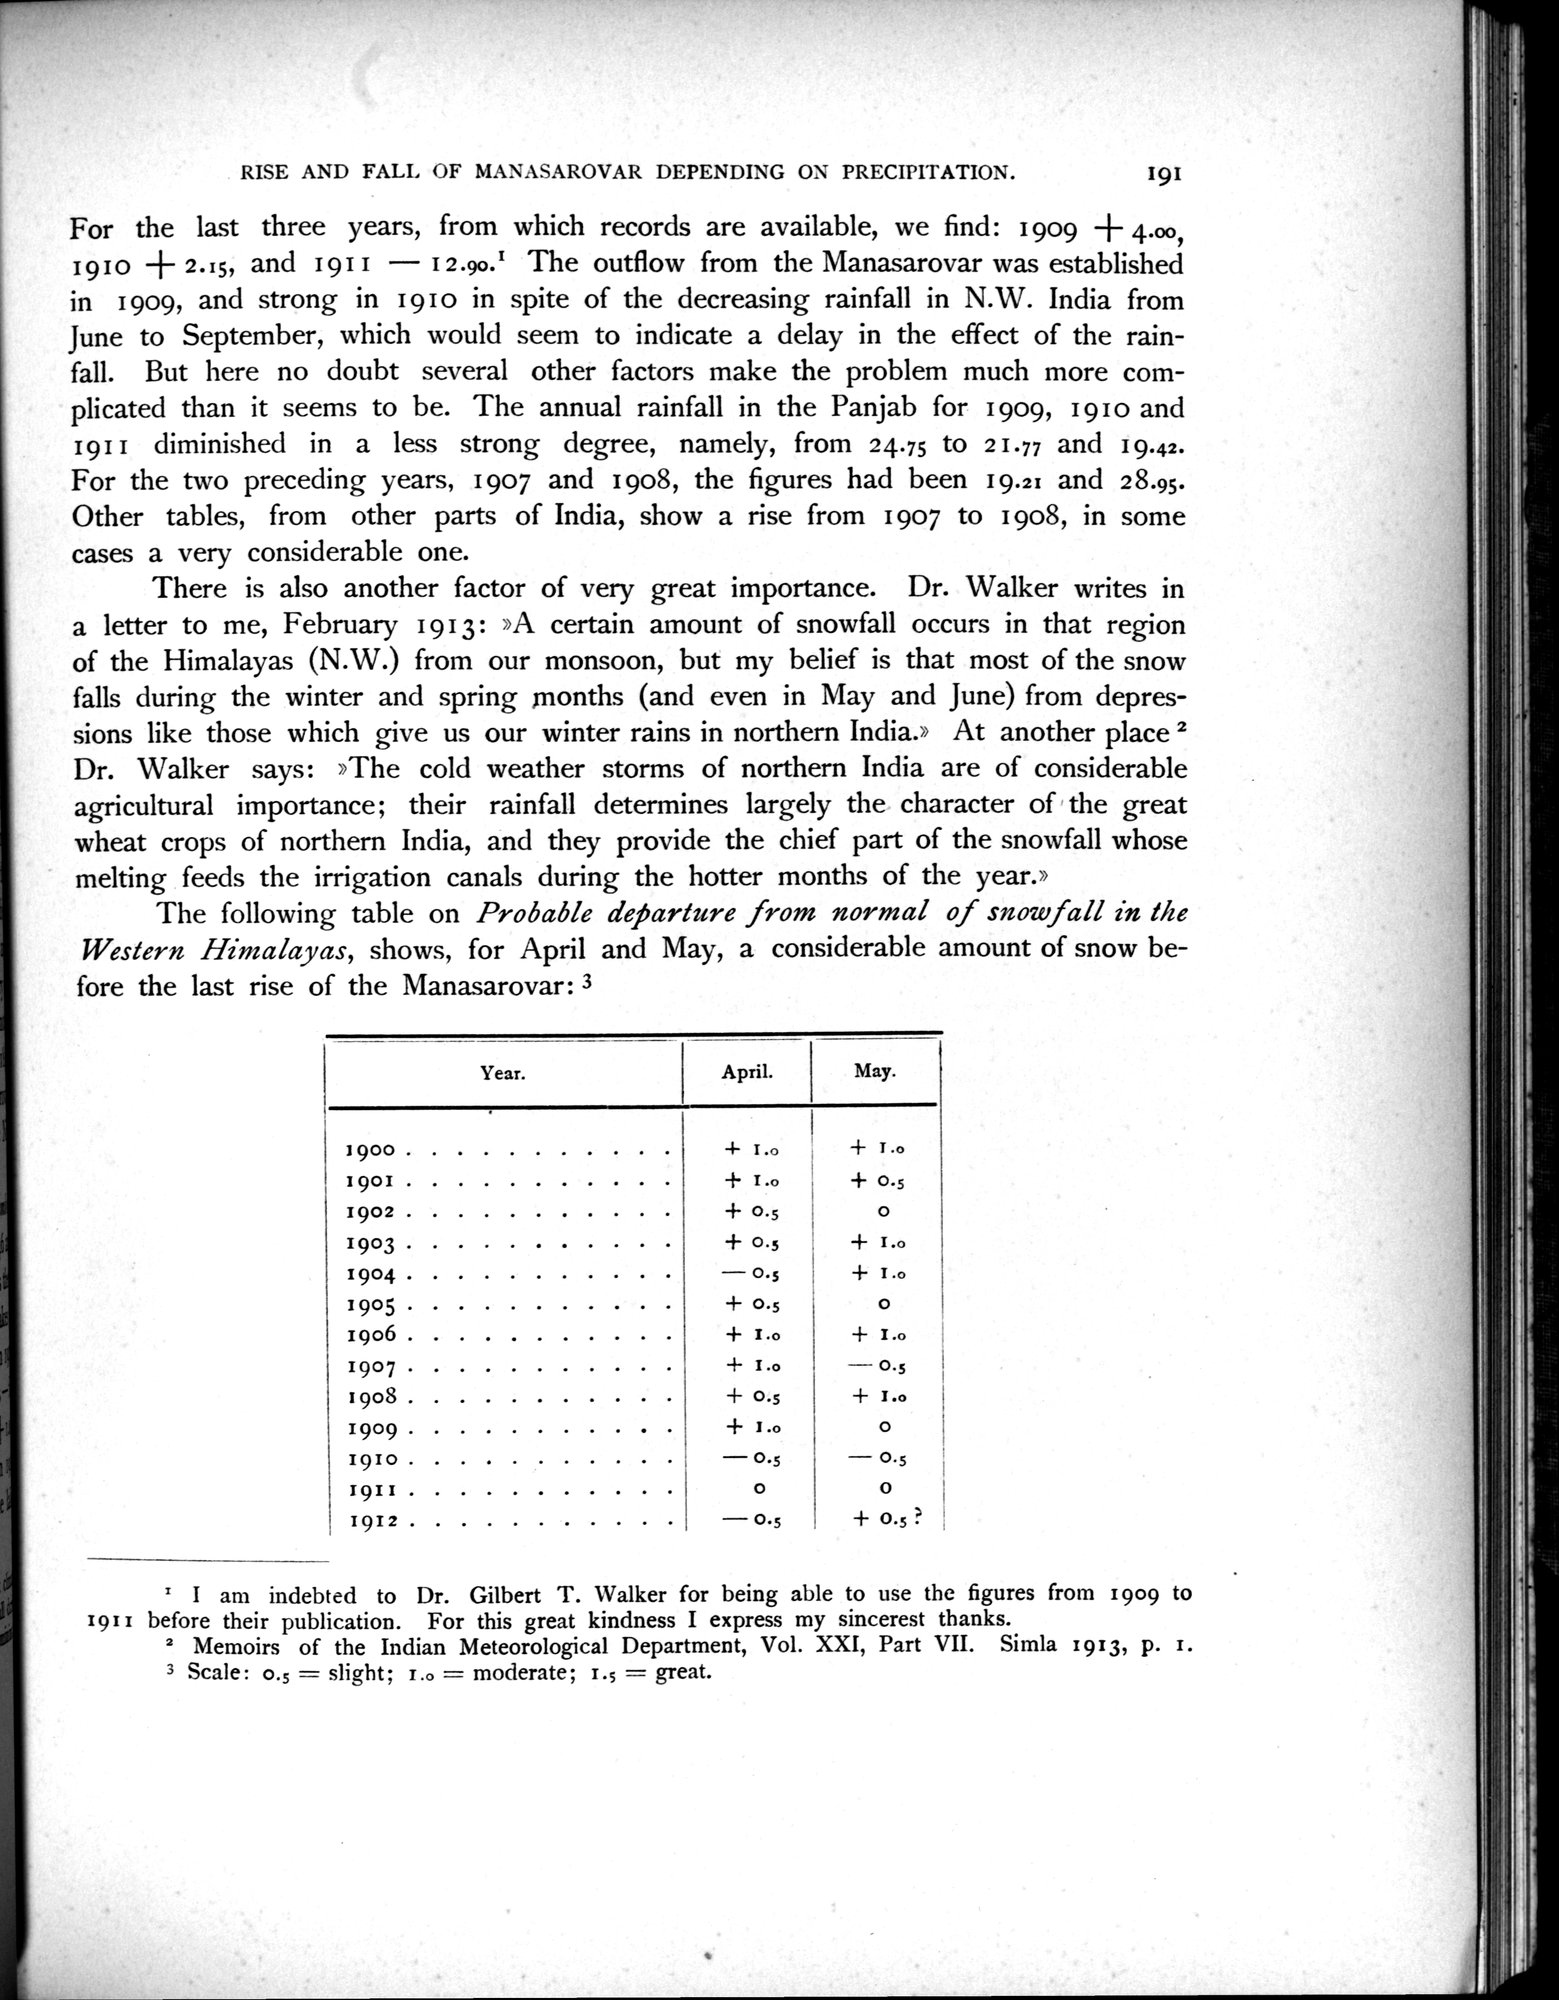 RISE AND FALL OF MANASAROVAR DEPENDING ON PRECIPITATION. 191
For the last three years, from which records are available, we find: 1909 + 4.00,
1910 + 2.15, and 1911 — 12.90.¹ The outflow from the Manasarovar was established
in 1909, and strong in 1910 in spite of the decreasing rainfall in N.W. India from
June to September, which would seem to indicate a delay in the effect of the rain-
fall. But here no doubt several other factors make the problem much more com-
plicated than it seems to be. The annual rainfall in the Panjab for 1909, 1910 and
1911 diminished in a less strong degree, namely, from 24.75 to 21.77 and 19.42.
For the two preceding years, 1907 and 1908, the figures had been 19.21 and 28.95.
Other tables, from other parts of India, show a rise from 1907 to 1908, in some
cases a very considerable one.
There is also another factor of very great importance. Dr. Walker writes in
a letter to me, February 1913: »A certain amount of snowfall occurs in that region
of the Himalayas (N.W.) from our monsoon, but my belief is that most of the snow
falls during the winter and spring months (and even in May and June) from depres-
sions like those which give us our winter rains in northern India.» At another place ²
Dr. Walker says: »The cold weather storms of northern India are of considerable
agricultural importance; their rainfall determines largely the character of the great
wheat crops of northern India, and they provide the chief part of the snowfall whose
melting feeds the irrigation canals during the hotter months of the year.»
The following table on Probable departure from normal of snowfall in the
Western Himalayas, shows, for April and May, a considerable amount of snow be-
fore the last rise of the Manasarovar: ³
Year. April. May.
1900 . . . . . . . . . . . + 1.0 + 1.0
1901 . . . . . . . . . . . + 1.0 + 0.5
1902 . . . . . . . . . . . + 0.5 0
1903 . . . . . . . . . . . + 0.5 + 1.0
1904 . . . . . . . . . . . — 0.5 + 1.0
1905 . . . . . . . . . . . + 0.5 0
1906 . . . . . . . . . . . + 1.0 + 1.0
1907 . . . . . . . . . . . + 1.0 — 0.5
1908 . . . . . . . . . . . + 0.5 + 1.0
1909 . . . . . . . . . . . + 1.0 0
1910 . . . . . . . . . . . — 0.5 — 0.5
1911 . . . . . . . . . . . 0 0
1912 . . . . . . . . . . . — 0.5 + 0.5 ?
¹ I am indebted to Dr. Gilbert T. Walker for being able to use the figures from 1909 to
1911 before their publication. For this great kindness I express my sincerest thanks.
² Memoirs of the Indian Meteorological Department, Vol. XXI, Part VII. Simla 1913, p. 1.
³ Scale: 0.5 = slight; 1.0 = moderate; 1.5 = great.